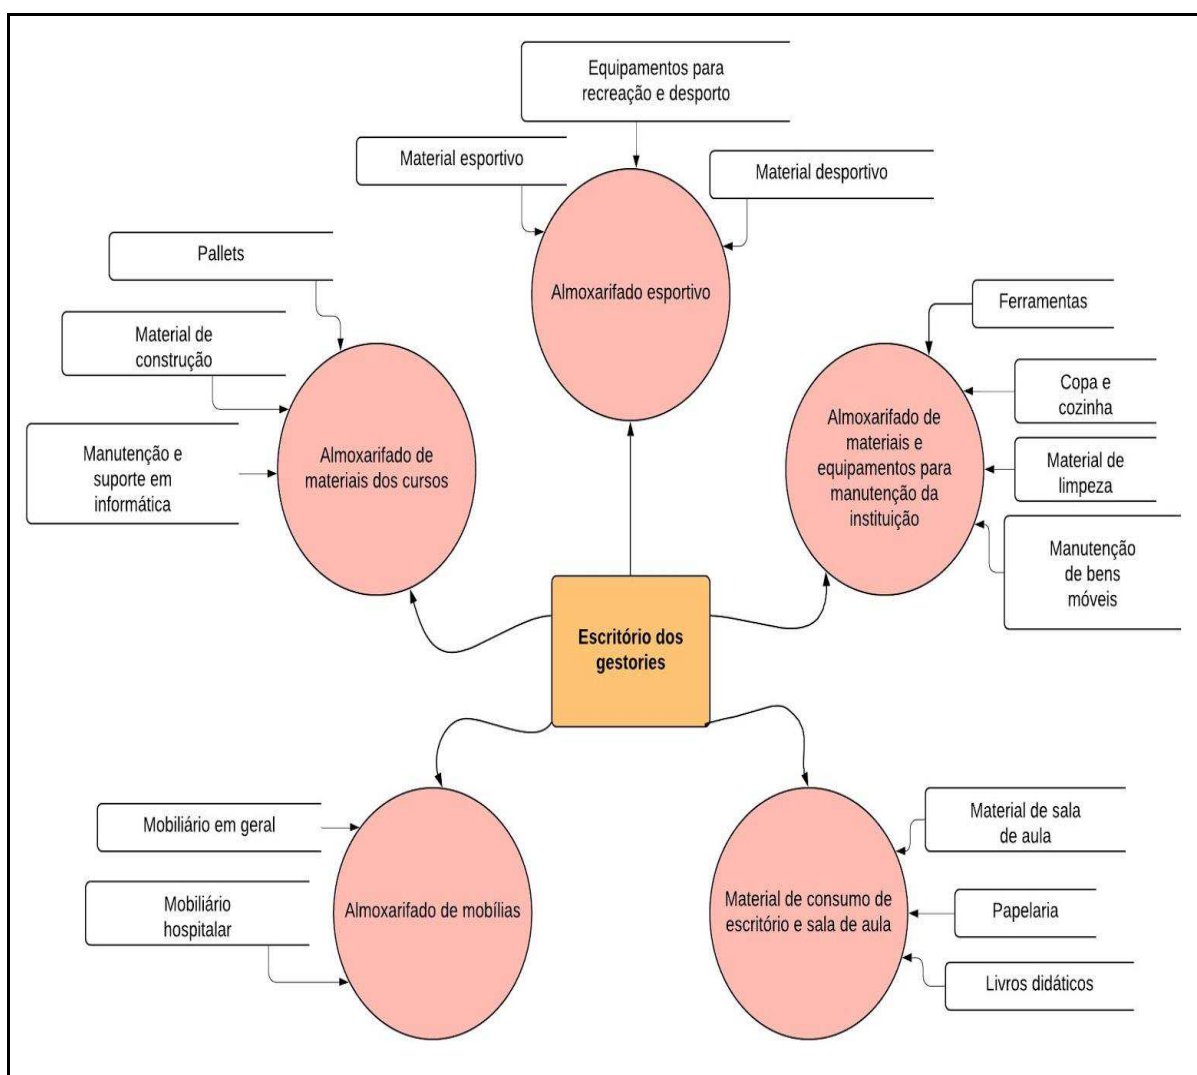 Equipamentos para
recreação e desporto
Material esportivo
Material desportivo
Almoxarifado esportivo
Pallets
Material de
construção
Manutenção e
suporte em
informática
Almoxarifado de
materiais dos cursos
Ferramentas
Copa e
cozinha
Material de
limpeza
Manutenção
de bens
móveis
Almoxarifado de
materiais e
equipamentos para
manutenção da
instituição
Escritório dos
gestories
Mobiliário em geral
Mobiliário
hospitalar
Almoxarifado de mobílias
Material de consumo de
escritório e sala de aula
Material de sala
de aula
Papelaria
Livros didáticos